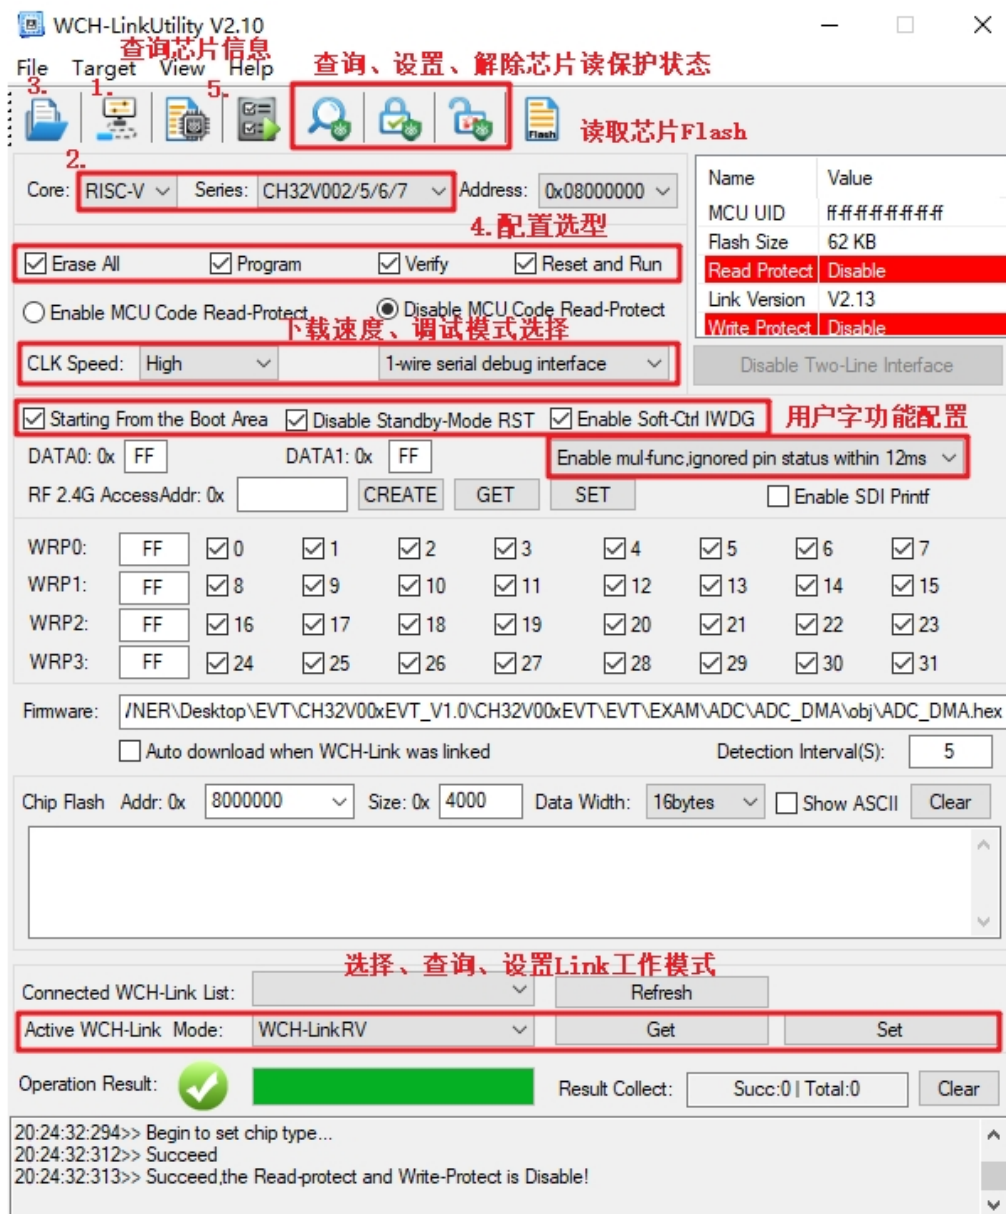 WCH-LinkUtility V2.10
查询芯片信息
File Target View Help
查询、设置、解除芯片读保护状态
3. 1. 5.
Flash
读取芯片Flash
2.
Core: RISC-V Series: CH32V002/5/6/7 Address: 0x08000000
Name Value
MCU UID ff-ff-ff-ff-ff-ff-ff-ff
Flash Size 62 KB
Read Protect Disable
Link Version V2.13
Write Protect Disable
4.配置选型
Erase All Program Verify Reset and Run
Enable MCU Code Read-Protect Disable MCU Code Read-Protect
下载速度、调试模式选择
CLK Speed: High 1-wire serial debug interface Disable Two-Line Interface
Starting From the Boot Area Disable Standby-Mode RST Enable Soft-Ctrl IWDG 用户字功能配置
DATA0: 0x FF DATA1: 0x FF Enable mul-func,ignored pin status within 12ms
RF 2.4G AccessAddr: 0x CREATE GET SET Enable SDI Printf
WRP0: FF 0 1 2 3 4 5 6 7
WRP1: FF 8 9 10 11 12 13 14 15
WRP2: FF 16 17 18 19 20 21 22 23
WRP3: FF 24 25 26 27 28 29 30 31
Firmware: /NER\Desktop\EVT\CH32V00xEVT_V1.0\CH32V00xEVT\EVT\EXAM\ADC\ADC_DMA\obj\ADC_DMA.hex
Auto download when WCH-Link was linked Detection Interval(S): 5
Chip Flash Addr: 0x 8000000 Size: 0x 4000 Data Width: 16bytes Show ASCII Clear
选择、查询、设置Link工作模式
Connected WCH-Link List: Refresh
Active WCH-Link Mode: WCH-LinkRV Get Set
Operation Result: Result Collect: Succ:0 | Total:0 Clear
20:24:32:294>> Begin to set chip type...
20:24:32:312>> Succeed
20:24:32:313>> Succeed,the Read-protect and Write-Protect is Disable!